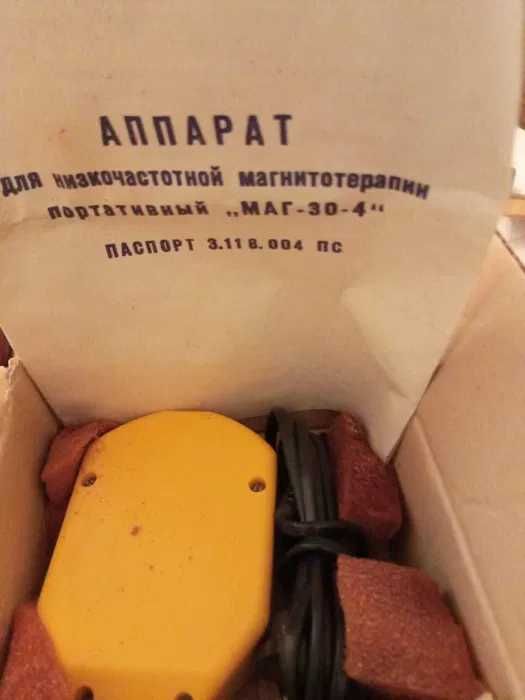 АППАРАТ
для низкочастотной магнитотерапии
портативный „МАГ-30-4“
ПАСПОРТ 3.118.004 ПС